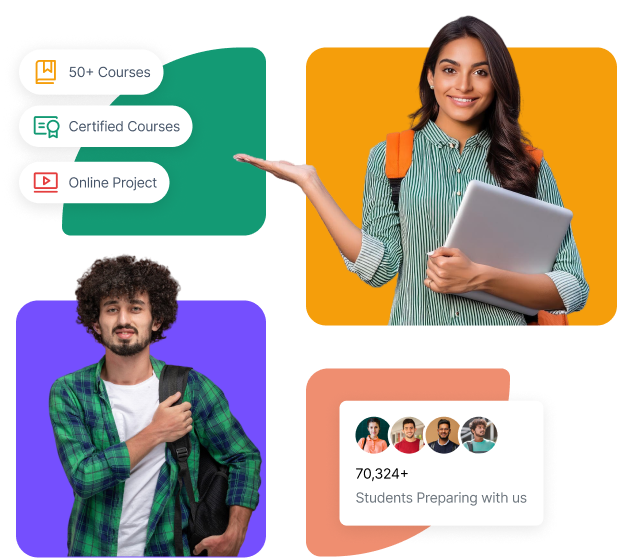 50+ Courses
Certified Courses
Online Project
70,324+
Students Preparing with us